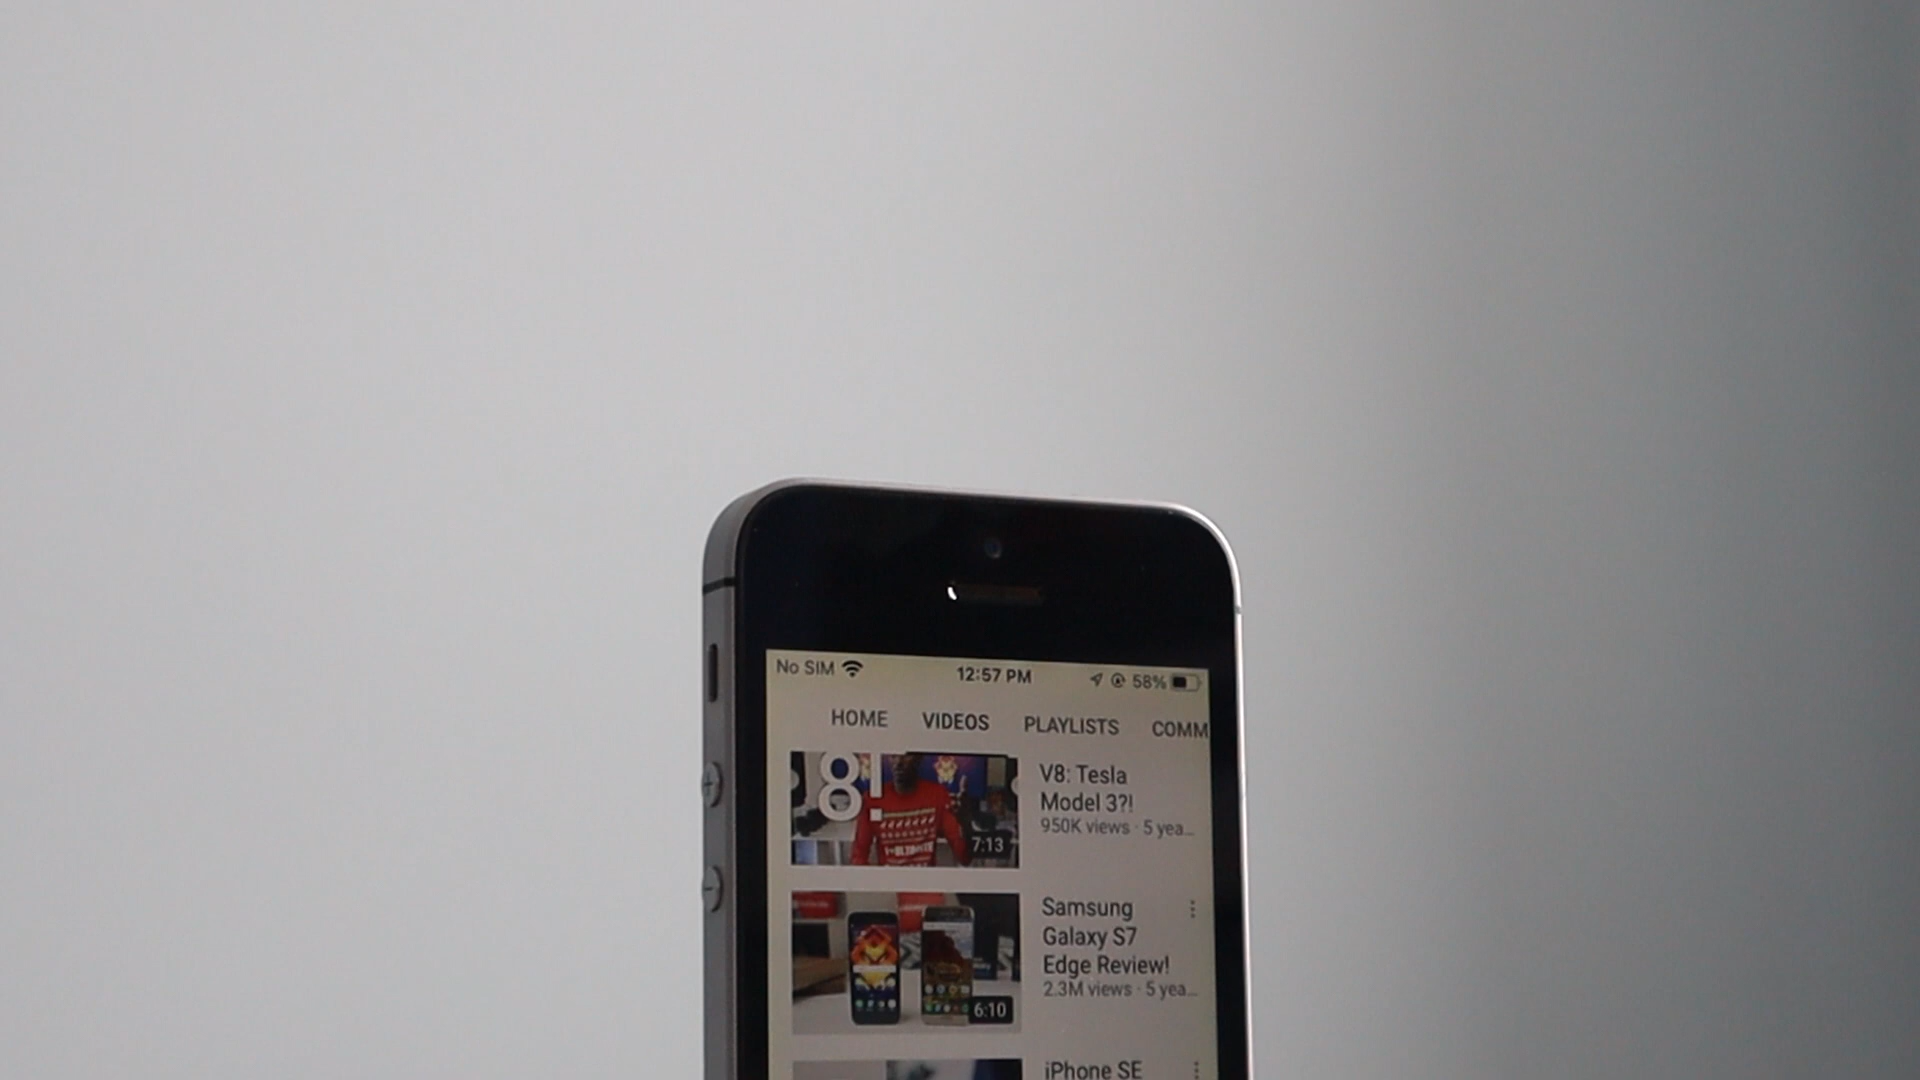 No SIM 12:57 PM 58%
HOME VIDEOS PLAYLISTS COMM
8!
7:13
V8: Tesla
Model 3?!
950K views · 5 yea...
6:10
Samsung
Galaxy S7
Edge Review!
2.3M views · 5 yea...
iPhone SE